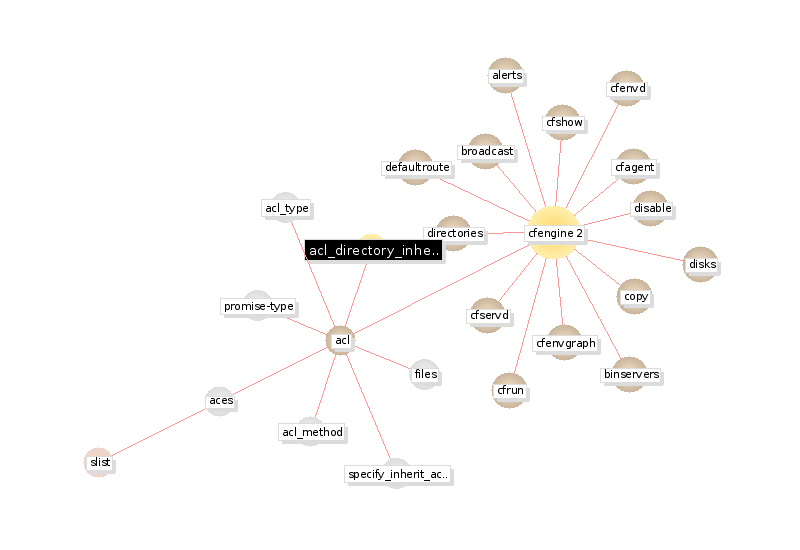 alerts
cfenvd
cfshow
broadcast
defaultroute
cfagent
acl_type
disable
directories
cfengine 2
acl_directory_inhe..
disks
copy
promise-type
cfservd
acl
cfenvgraph
files
binservers
cfrun
aces
acl_method
slist
specify_inherit_ac..